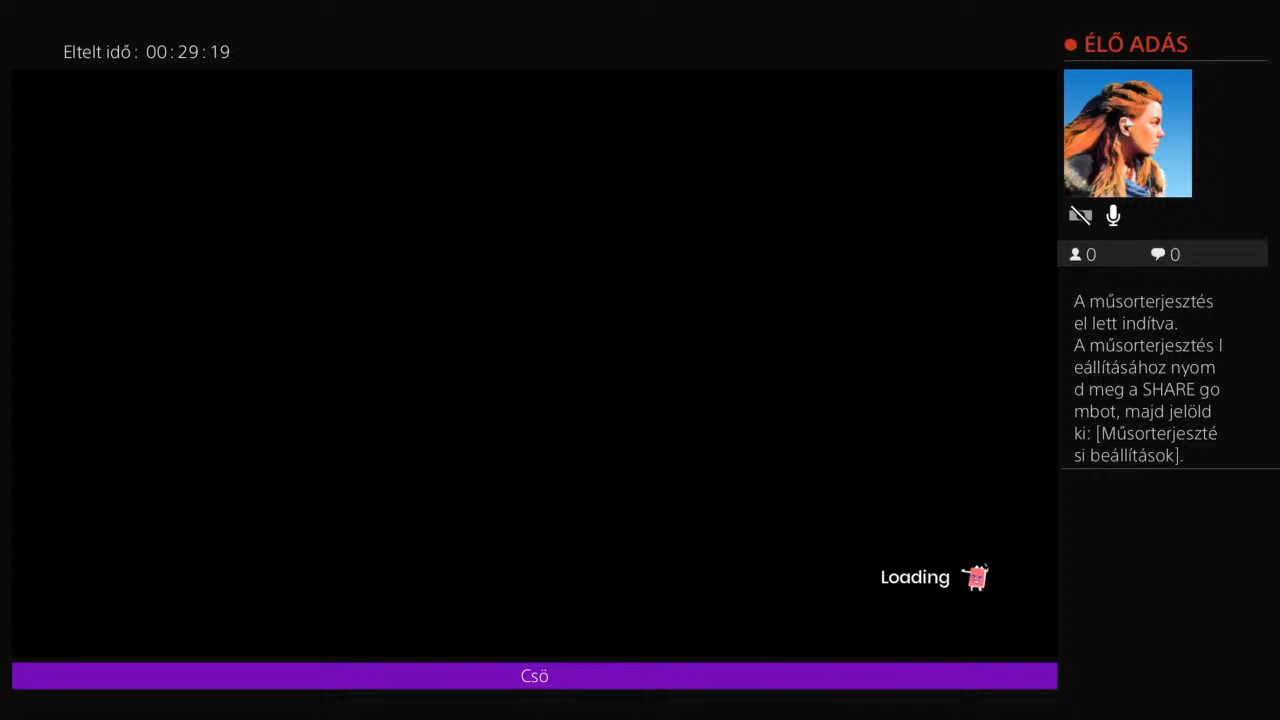 Eltelt idő : 00 : 29 : 19
ÉLŐ ADÁS
0 0
A műsorterjesztés
el lett indítva.
A műsorterjesztés l
eállításához nyom
d meg a SHARE go
mbot, majd jelöld
ki: [Műsorterjeszté
si beállítások].
Loading
Csö